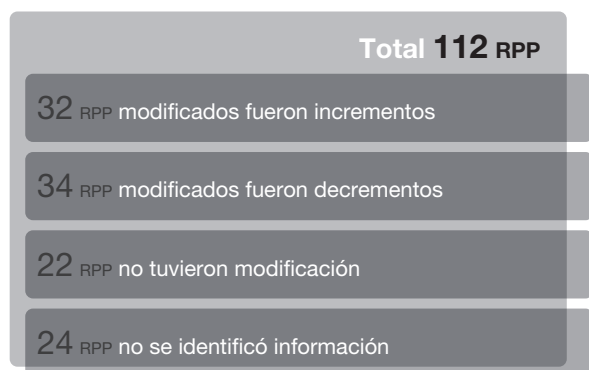 Total 112 RPP
32 RPP modificados fueron incrementos
34 RPP modificados fueron decrementos
22 RPP no tuvieron modificación
24 RPP no se identificó información